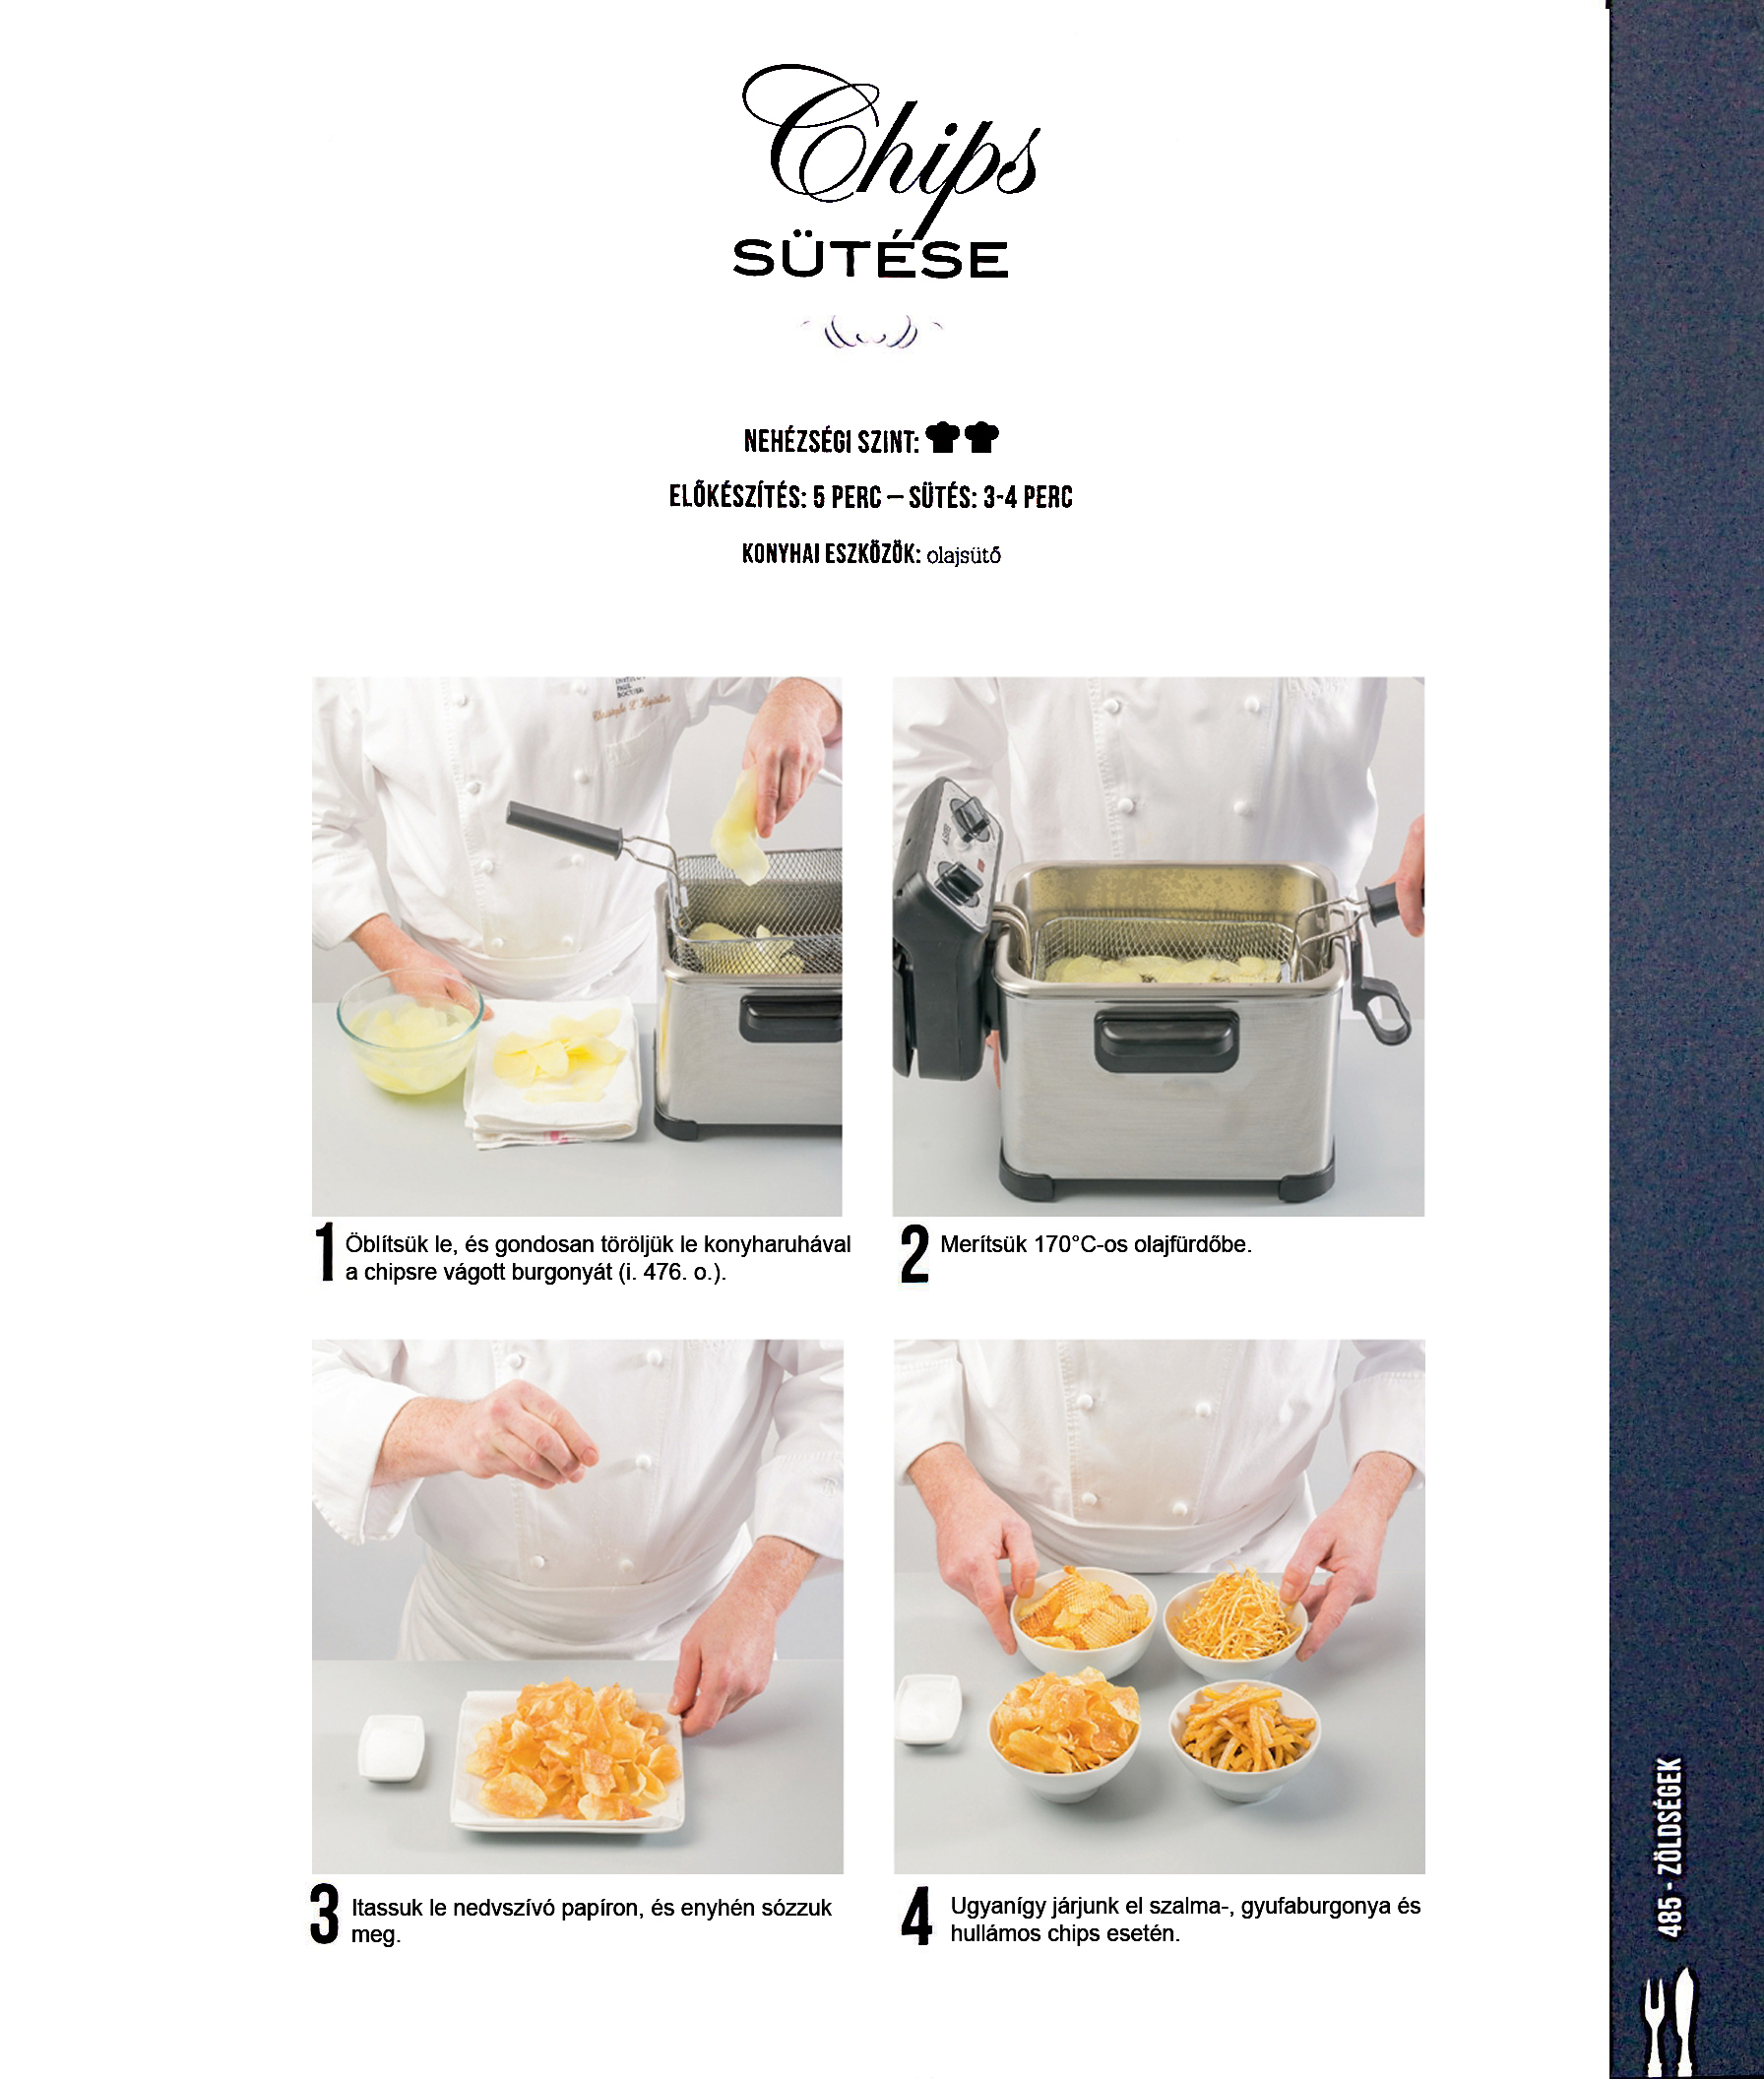 Chips
SÜTÉSE
NEHÉZSÉGI SZINT:
ELŐKÉSZÍTÉS: 5 PERC – SÜTÉS: 3-4 PERC
KONYHAI ESZKÖZÖK: olajsütő
PAUL
BOCUSE
1 Öblítsük le, és gondosan töröljük le konyharuhával
a chipsre vágott burgonyát (i. 476. o.).
2 Merítsük 170°C-os olajfürdőbe.
3 Itassuk le nedvszívó papíron, és enyhén sózzuk
meg.
4 Ugyanígy járjunk el szalma-, gyufaburgonya és
hullámos chips esetén.
485 - ZÖLDSÉGEK